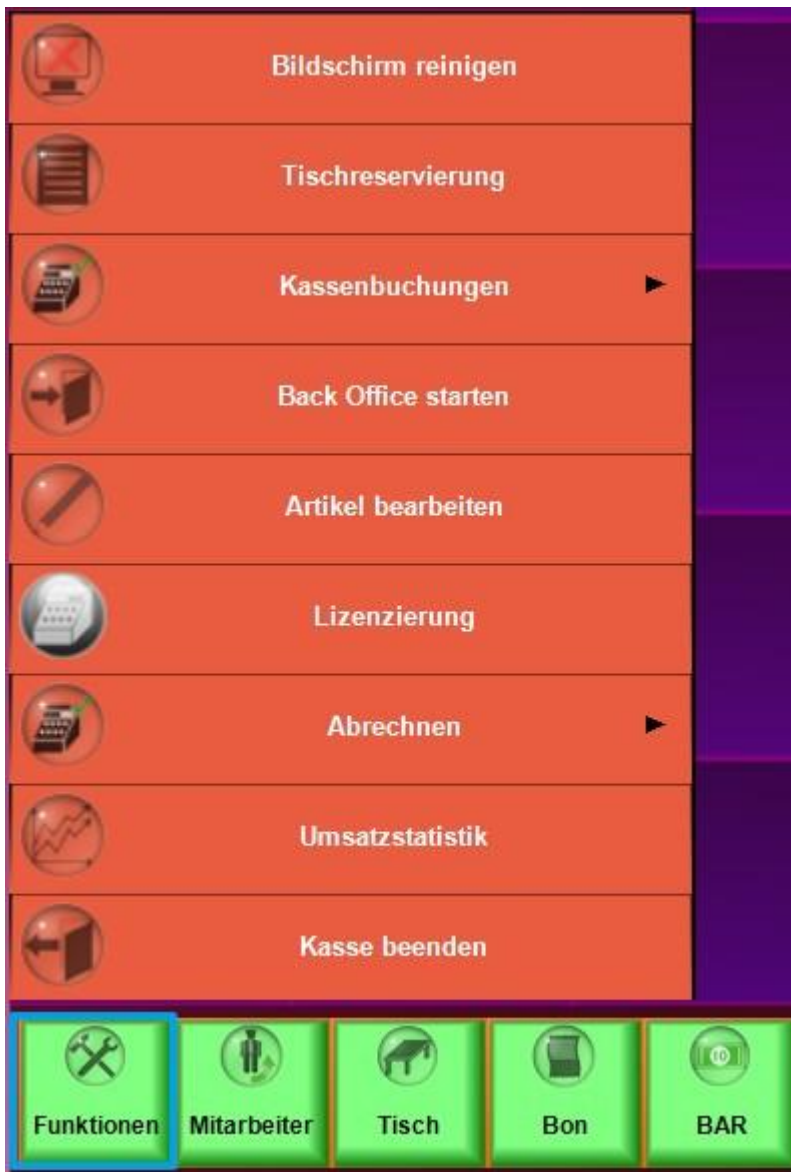 Bildschirm reinigen
Tischreservierung
Kassenbuchungen
Back Office starten
Artikel bearbeiten
Lizenzierung
Abrechnen
Umsatzstatistik
Kasse beenden
Funktionen Mitarbeiter Tisch Bon 10 BAR